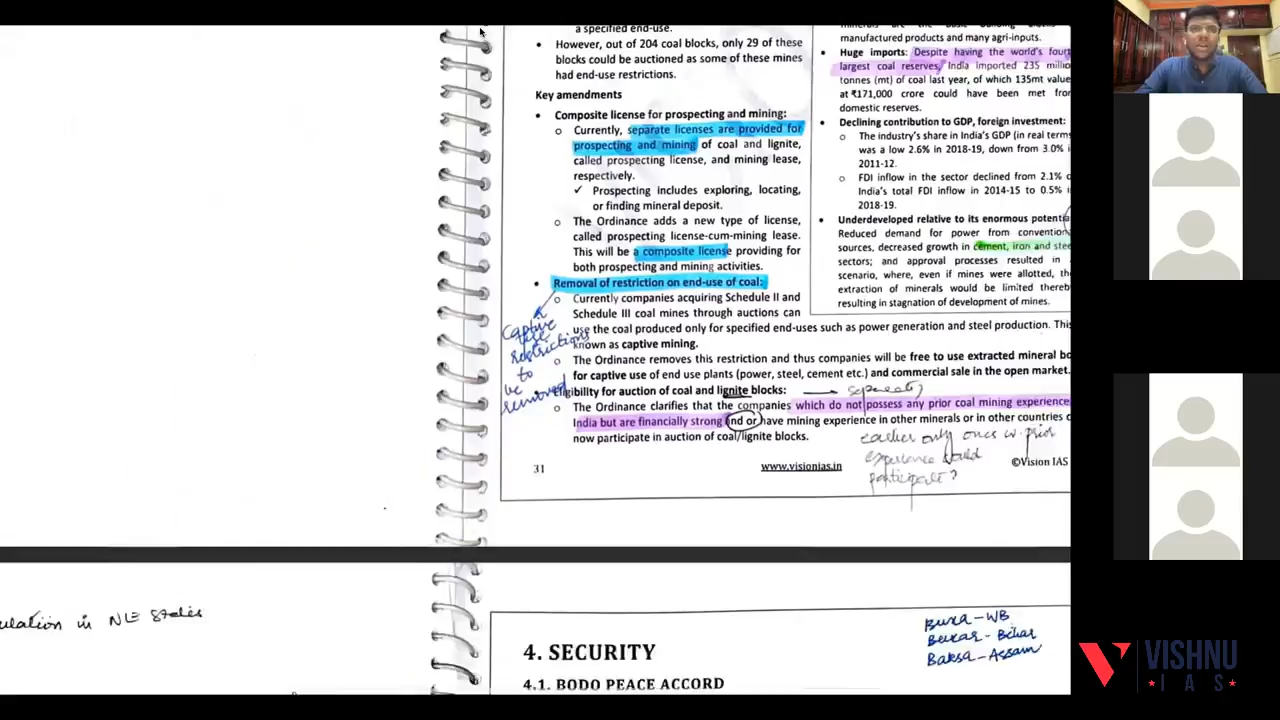 a specified end-use.
• However, out of 204 coal blocks, only 29 of these
blocks could be auctioned as some of these mines
had end-use restrictions.
Key amendments
• Composite license for prospecting and mining:
o Currently, separate licenses are provided for
prospecting and mining of coal and lignite,
called prospecting license, and mining lease,
respectively.
✓ Prospecting includes exploring, locating,
or finding mineral deposit.
o The Ordinance adds a new type of license,
called prospecting license-cum-mining lease.
This will be a composite license providing for
both prospecting and mining activities.
• Removal of restriction on end-use of coal:
o Currently companies acquiring Schedule II and
Schedule III coal mines through auctions can
use the coal produced only for specified end-uses such as power generation and steel production. This
known as captive mining.
o The Ordinance removes this restriction and thus companies will be free to use extracted mineral bo
for captive use of end use plants (power, steel, cement etc.) and commercial sale in the open market.
Eligibility for auction of coal and lignite blocks:
o The Ordinance clarifies that the companies which do not possess any prior coal mining experience
India but are financially strong and or have mining experience in other minerals or in other countries c
now participate in auction of coal/lignite blocks.
31
www.visionias.in
©Vision IAS
captive
use
restrictions
to
be
removed
earlier only ones w prior
experience could
participate?
manufactured products and many agri-inputs.
• Huge imports: Despite having the world's fourt
largest coal reserves, India imported 235 millio
tonnes (mt) of coal last year, of which 135mt value
at ₹171,000 crore could have been met from
domestic reserves.
• Declining contribution to GDP, foreign investment:
o The industry's share in India's GDP (in real terms
was a low 2.6% in 2018-19, down from 3.0% i
2011-12.
o FDI inflow in the sector declined from 2.1% o
India's total FDI inflow in 2014-15 to 0.5% i
2018-19.
• Underdeveloped relative to its enormous potentia
Reduced demand for power from convention
sources, decreased growth in cement, iron and stee
sectors; and approval processes resulted in a
scenario, where, even if mines were allotted, the
extraction of minerals would be limited thereby
resulting in stagnation of development of mines.
ulation in NE States
4. SECURITY
4.1. BODO PEACE ACCORD
Buxa - WB
Buxar - Bihar
Baksa - Assam
VISHNU
IAS